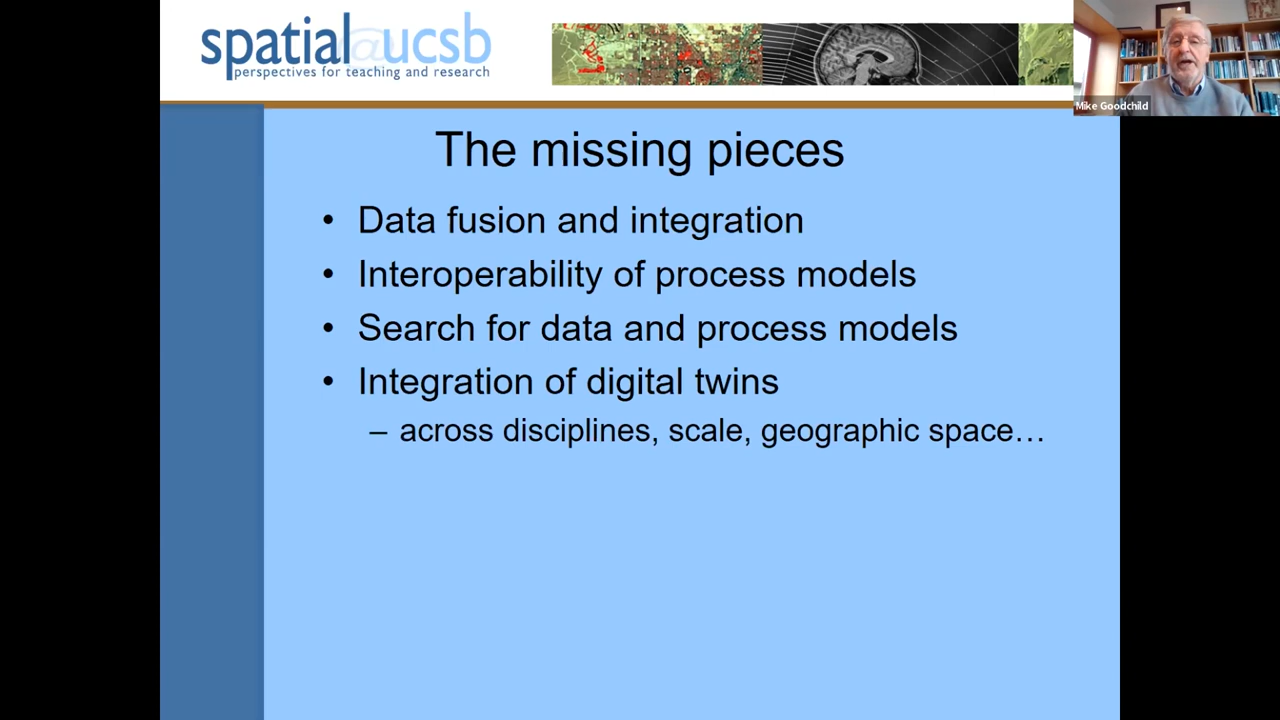 spatial@ucsb
perspectives for teaching and research
Mike Goodchild
The missing pieces
• Data fusion and integration
• Interoperability of process models
• Search for data and process models
• Integration of digital twins
– across disciplines, scale, geographic space…